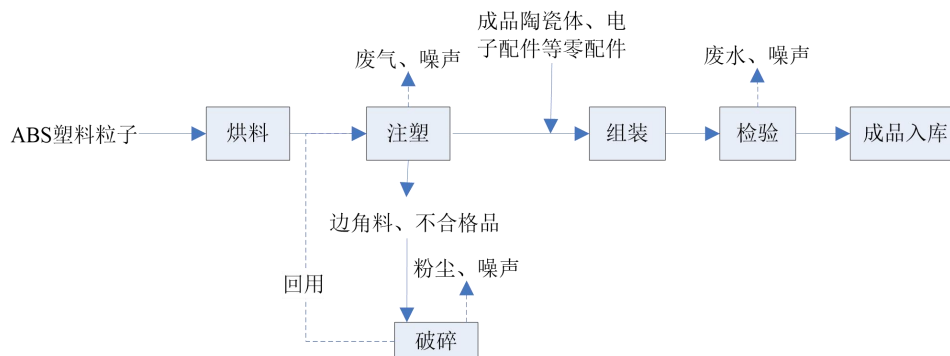 成品陶瓷体、电
子配件等零配件
废气、噪声
废水、噪声
ABS塑料粒子
烘料
注塑
组装
检验
成品入库
边角料、不合格品
粉尘、噪声
回用
破碎